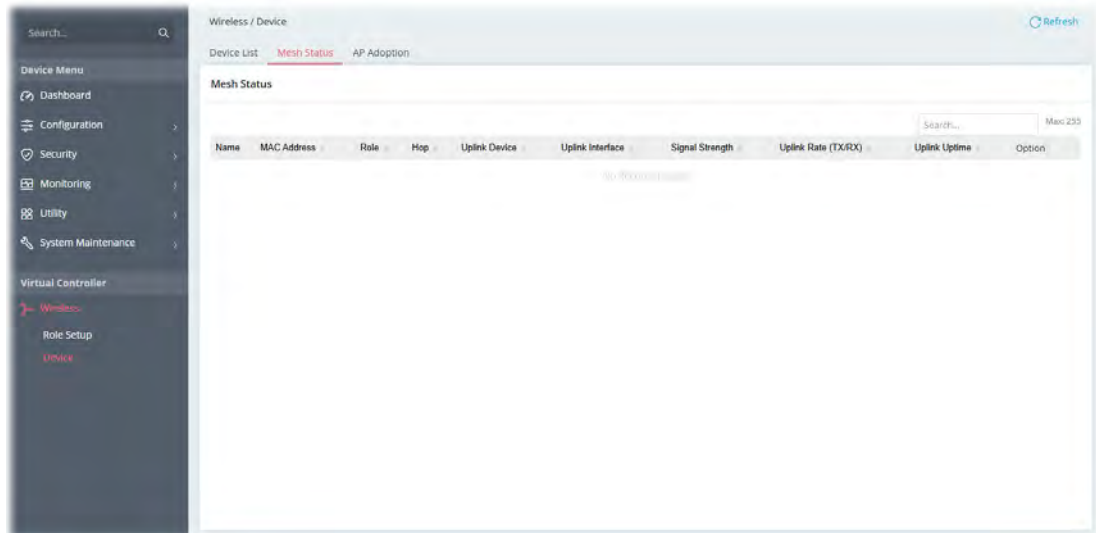 Search...
Wireless / Device
Refresh
Device List Mesh Status AP Adoption
Device Menu
Mesh Status
Dashboard
Configuration
Search... Max: 255
Name MAC Address Role Hop Uplink Device Uplink Interface Signal Strength Uplink Rate (TX/RX) Uplink Uptime Option
Security
Monitoring
Utility
System Maintenance
Virtual Controller
Wireless
Role Setup
Device